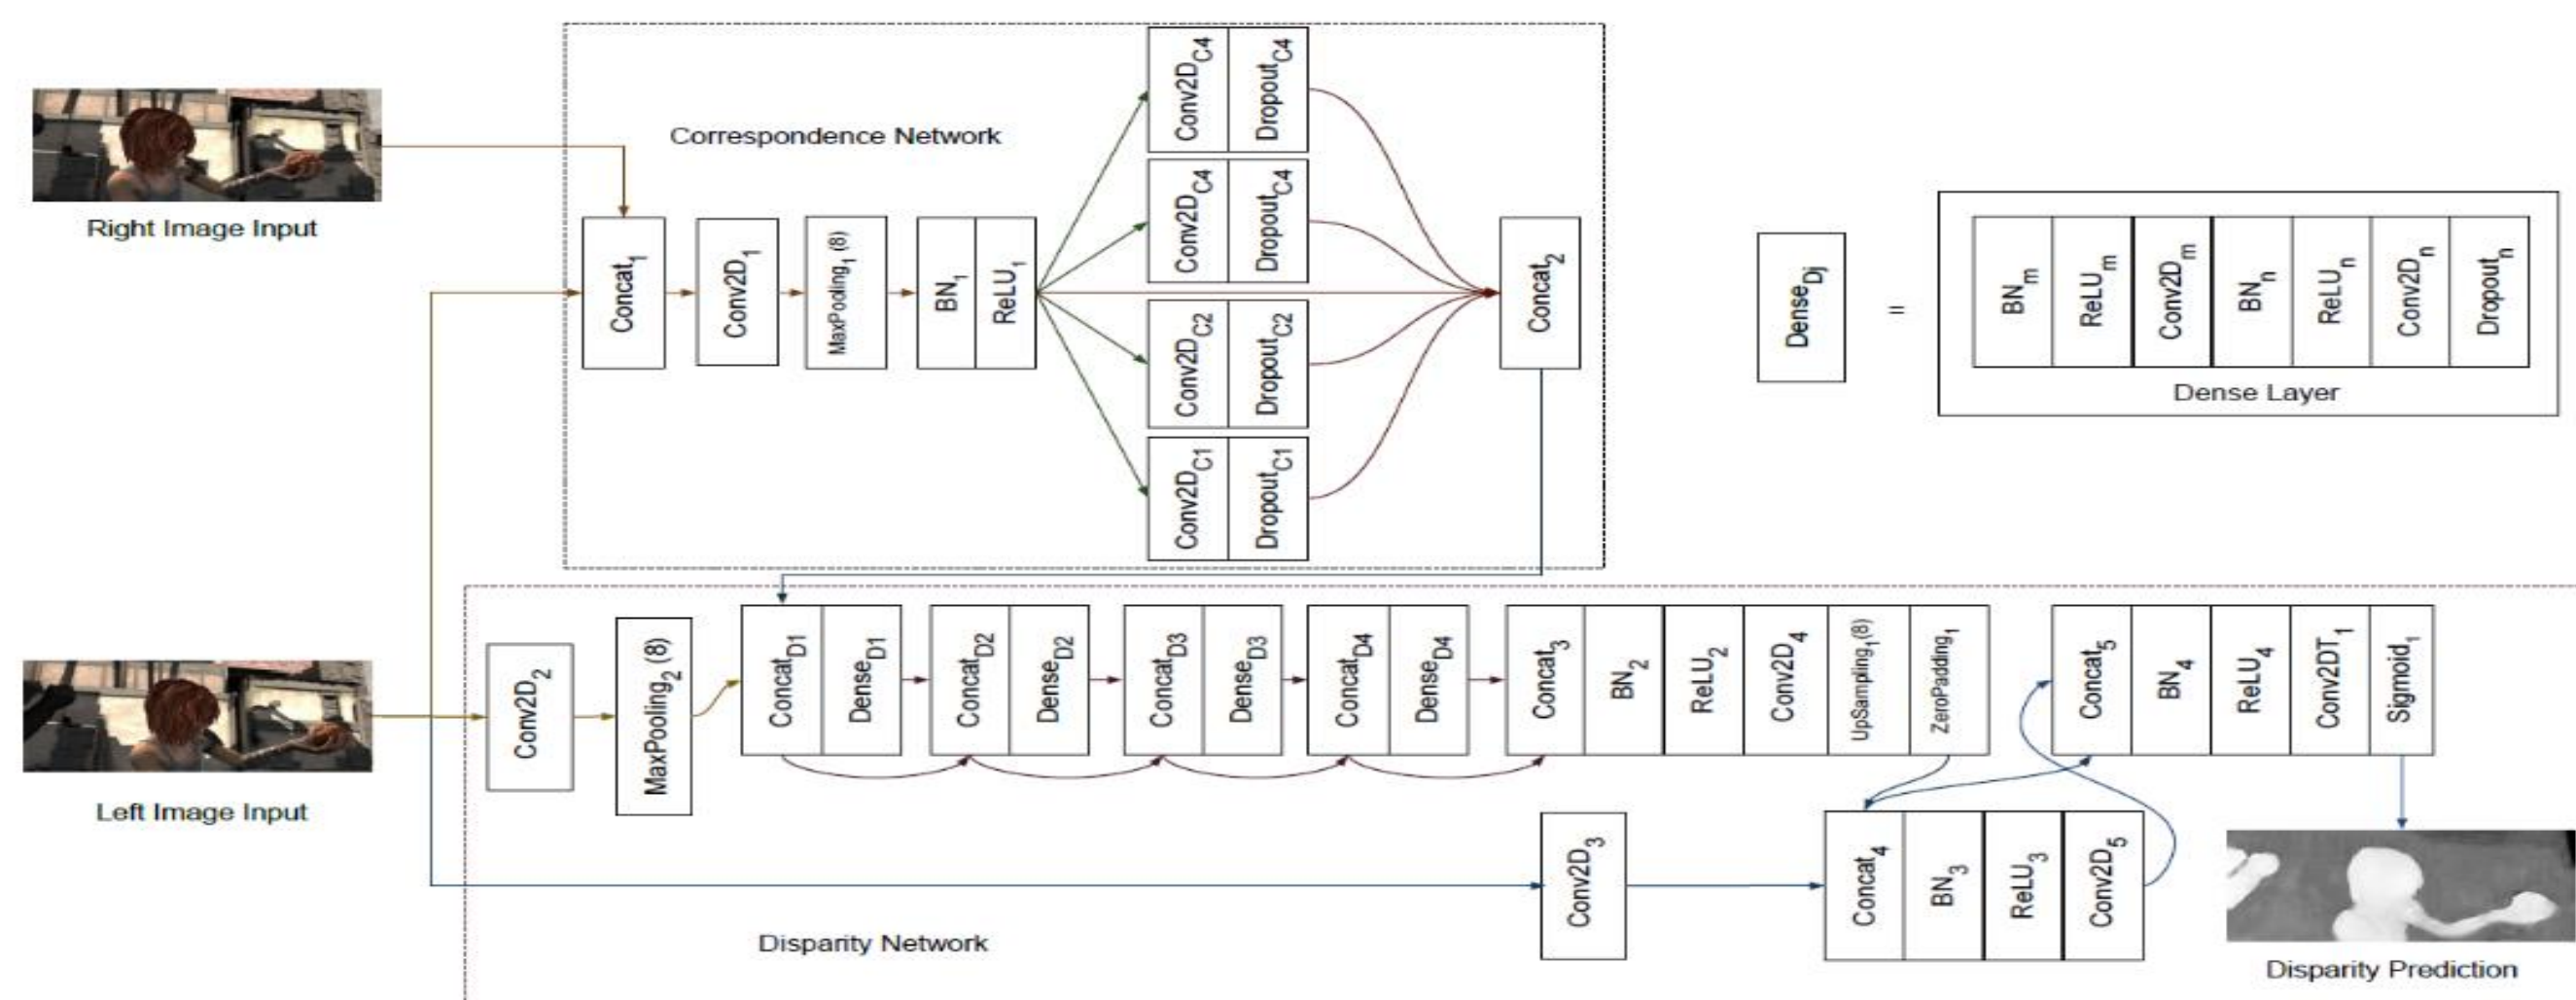 Right Image Input
Correspondence Network
Concat1
Conv2D1
MaxPooling1 (8)
BN1
ReLU1
Conv2DC4
DropoutC4
Conv2DC4
DropoutC4
Conv2DC2
DropoutC2
Conv2DC1
DropoutC1
Concat2
DenseDj
=
BNm
ReLUm
Conv2Dm
BNn
ReLUn
Conv2Dn
Dropoutn
Dense Layer
Left Image Input
Conv2D2
MaxPooling2 (8)
ConcatD1
DenseD1
ConcatD2
DenseD2
ConcatD3
DenseD3
ConcatD4
DenseD4
Concat3
BN2
ReLU2
Conv2D4
UpSampling1(8)
ZeroPadding1
Concat5
BN4
ReLU4
Conv2DT1
Sigmoid1
Conv2D3
Concat4
BN3
ReLU3
Conv2D5
Disparity Network
Disparity Prediction